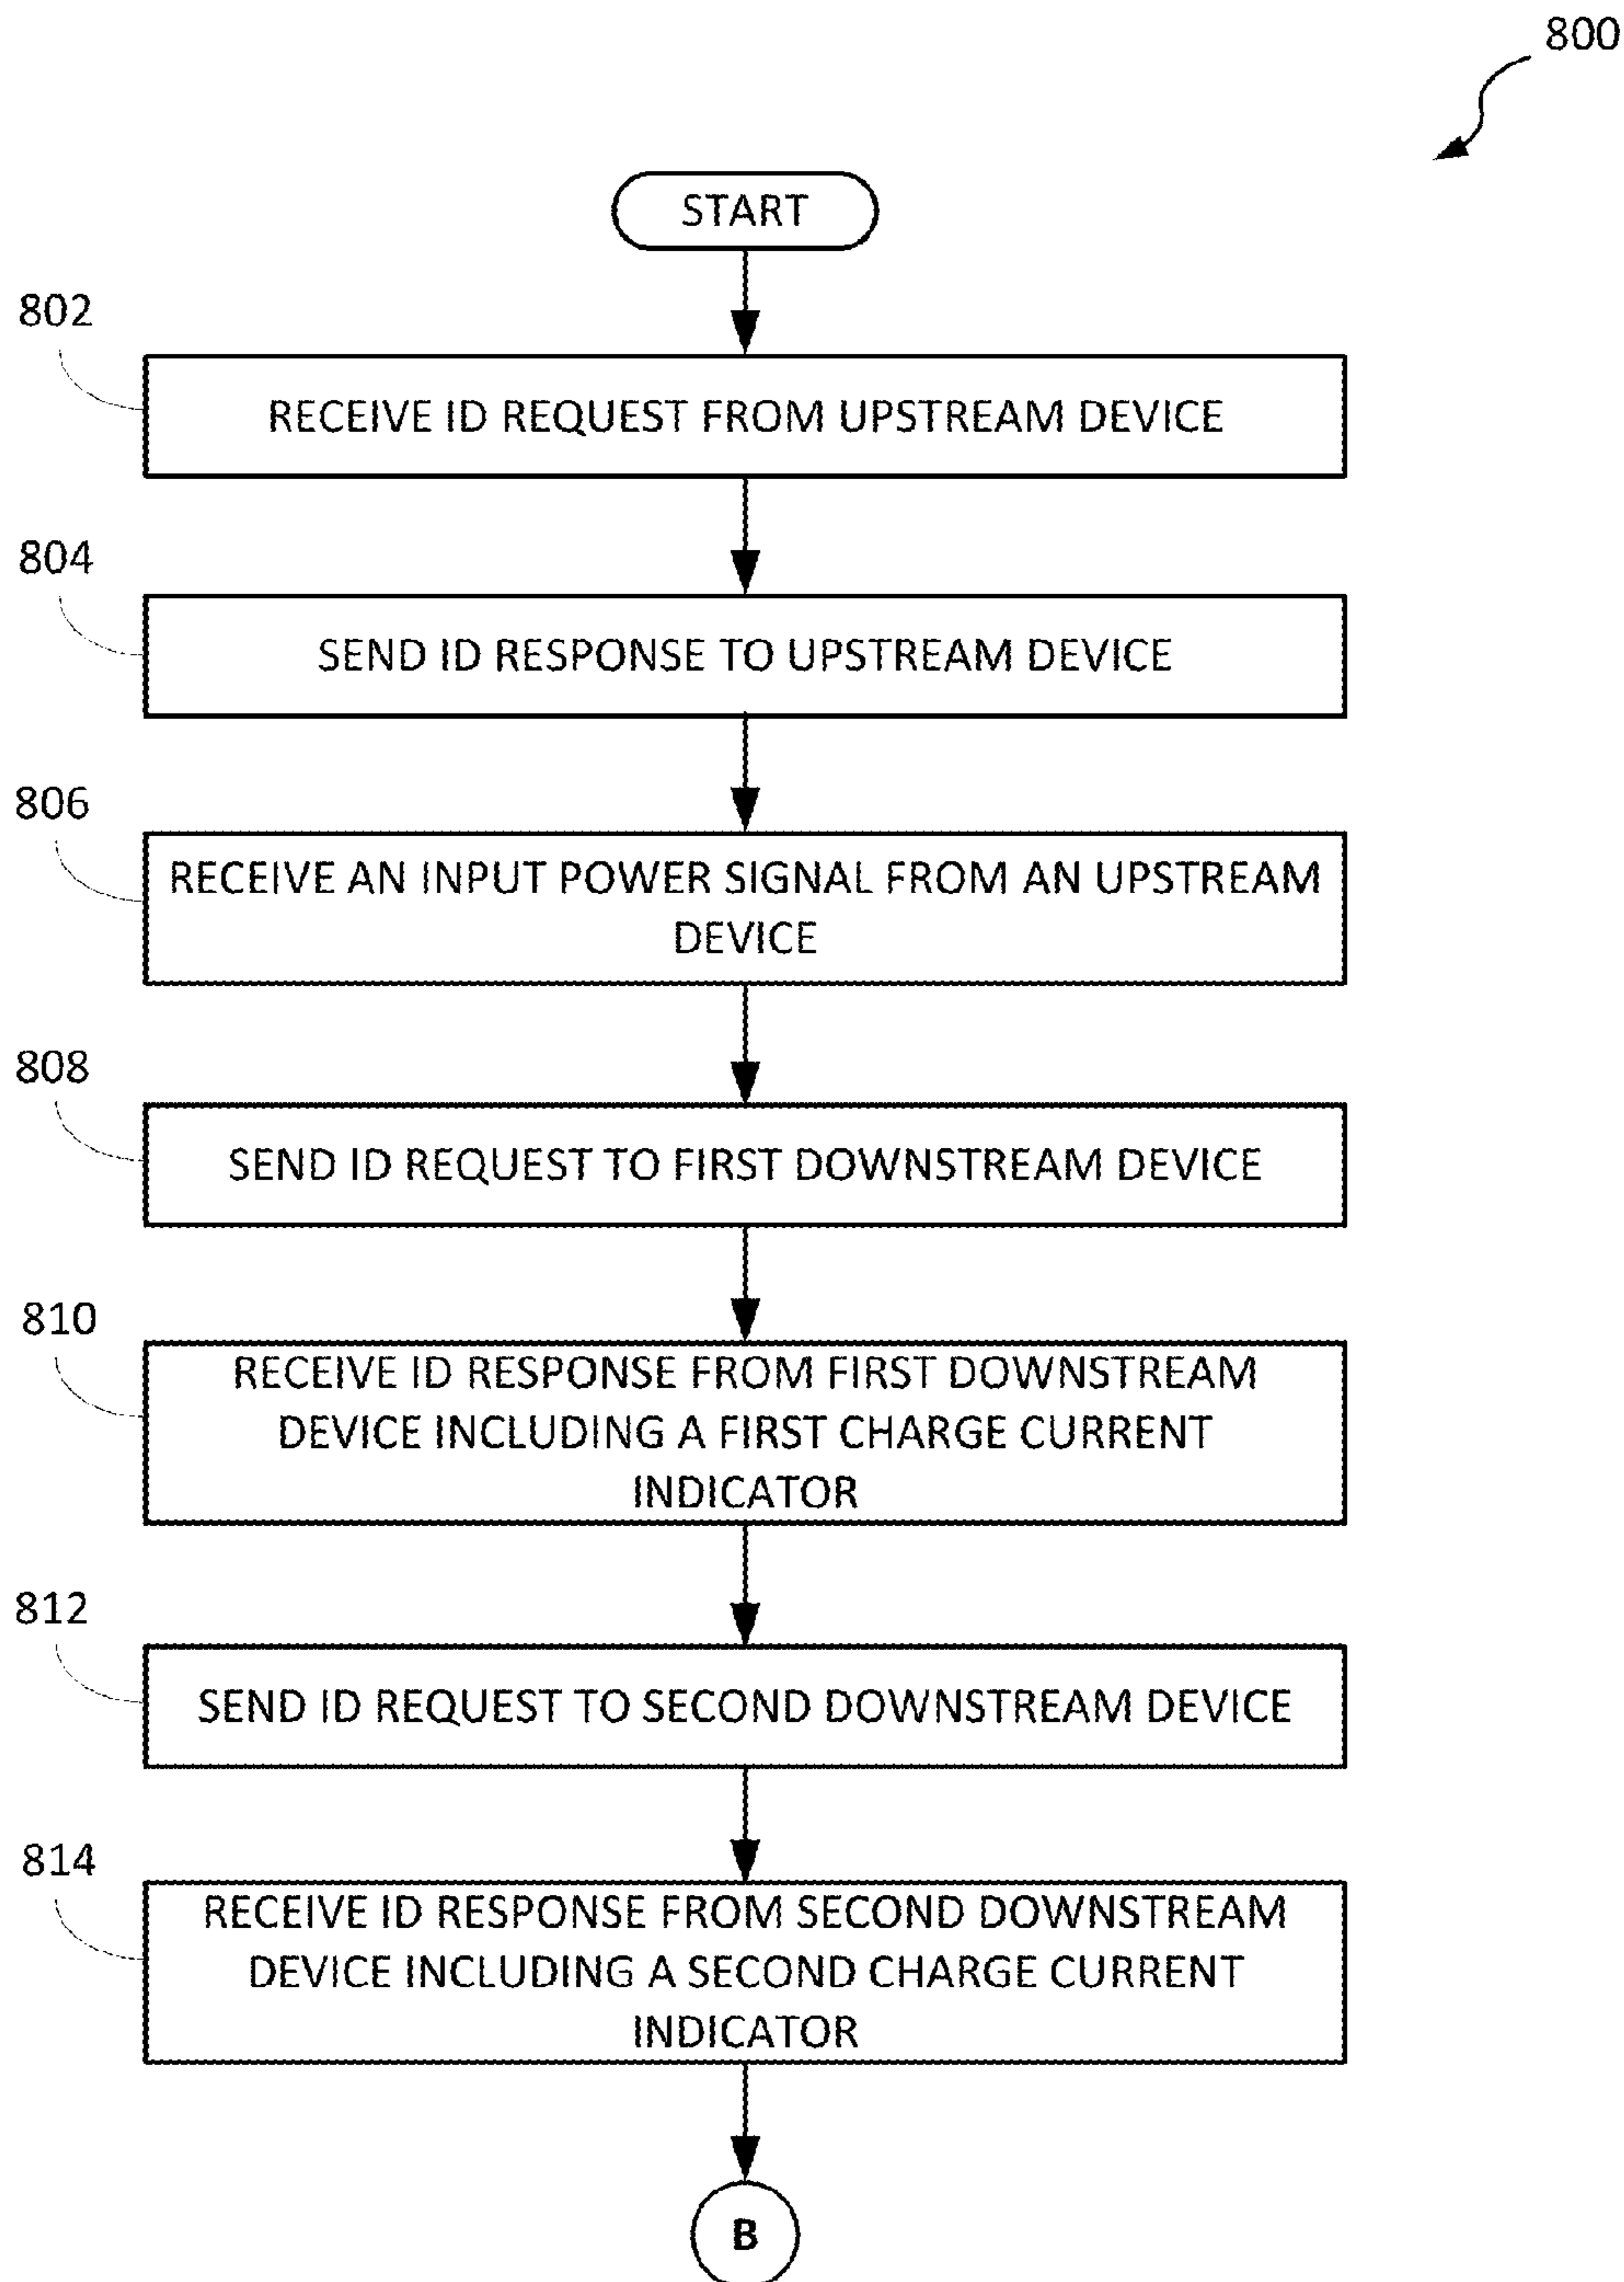 800
START
802
RECEIVE ID REQUEST FROM UPSTREAM DEVICE
804
SEND ID RESPONSE TO UPSTREAM DEVICE
806
RECEIVE AN INPUT POWER SIGNAL FROM AN UPSTREAM
DEVICE
808
SEND ID REQUEST TO FIRST DOWNSTREAM DEVICE
810
RECEIVE ID RESPONSE FROM FIRST DOWNSTREAM
DEVICE INCLUDING A FIRST CHARGE CURRENT
INDICATOR
812
SEND ID REQUEST TO SECOND DOWNSTREAM DEVICE
814
RECEIVE ID RESPONSE FROM SECOND DOWNSTREAM
DEVICE INCLUDING A SECOND CHARGE CURRENT
INDICATOR
B